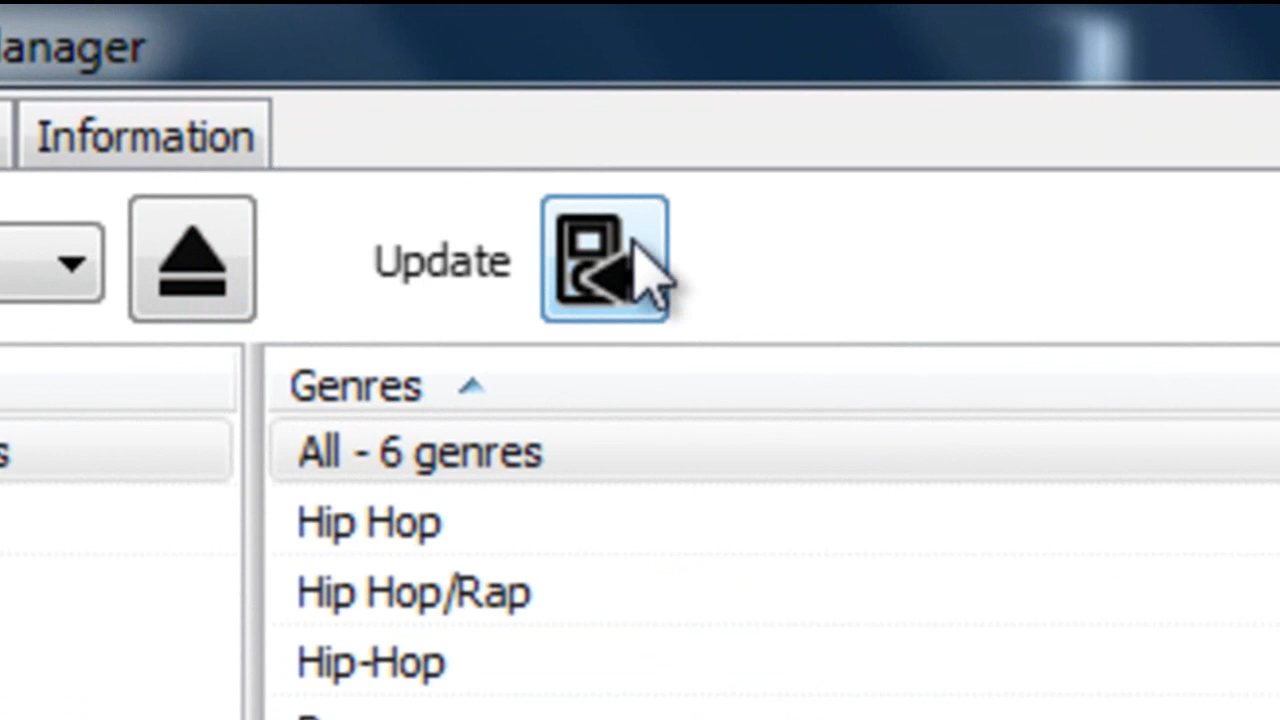 anager
Information
Update
Genres
All - 6 genres
s
Hip Hop
Hip Hop/Rap
Hip-Hop